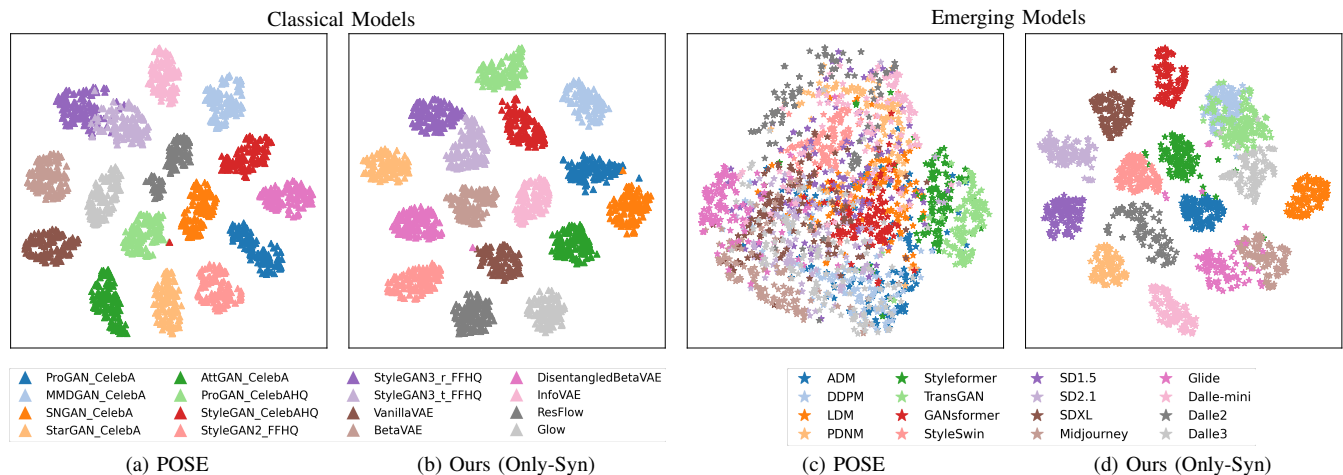 Classical Models
Emerging Models
ProGAN_CelebA AttGAN_CelebA StyleGAN3_r_FFHQ DisentangledBetaVAE
MMDGAN_CelebA ProGAN_CelebAHQ StyleGAN3_t_FFHQ InfoVAE
SNGAN_CelebA StyleGAN_CelebAHQ VanillaVAE ResFlow
StarGAN_CelebA StyleGAN2_FFHQ BetaVAE Glow
ADM Styleformer SD1.5 Glide
DDPM TransGAN SD2.1 Dalle-mini
LDM GANsformer SDXL Dalle2
PDNM StyleSwin Midjourney Dalle3
(a) POSE
(b) Ours (Only-Syn)
(c) POSE
(d) Ours (Only-Syn)